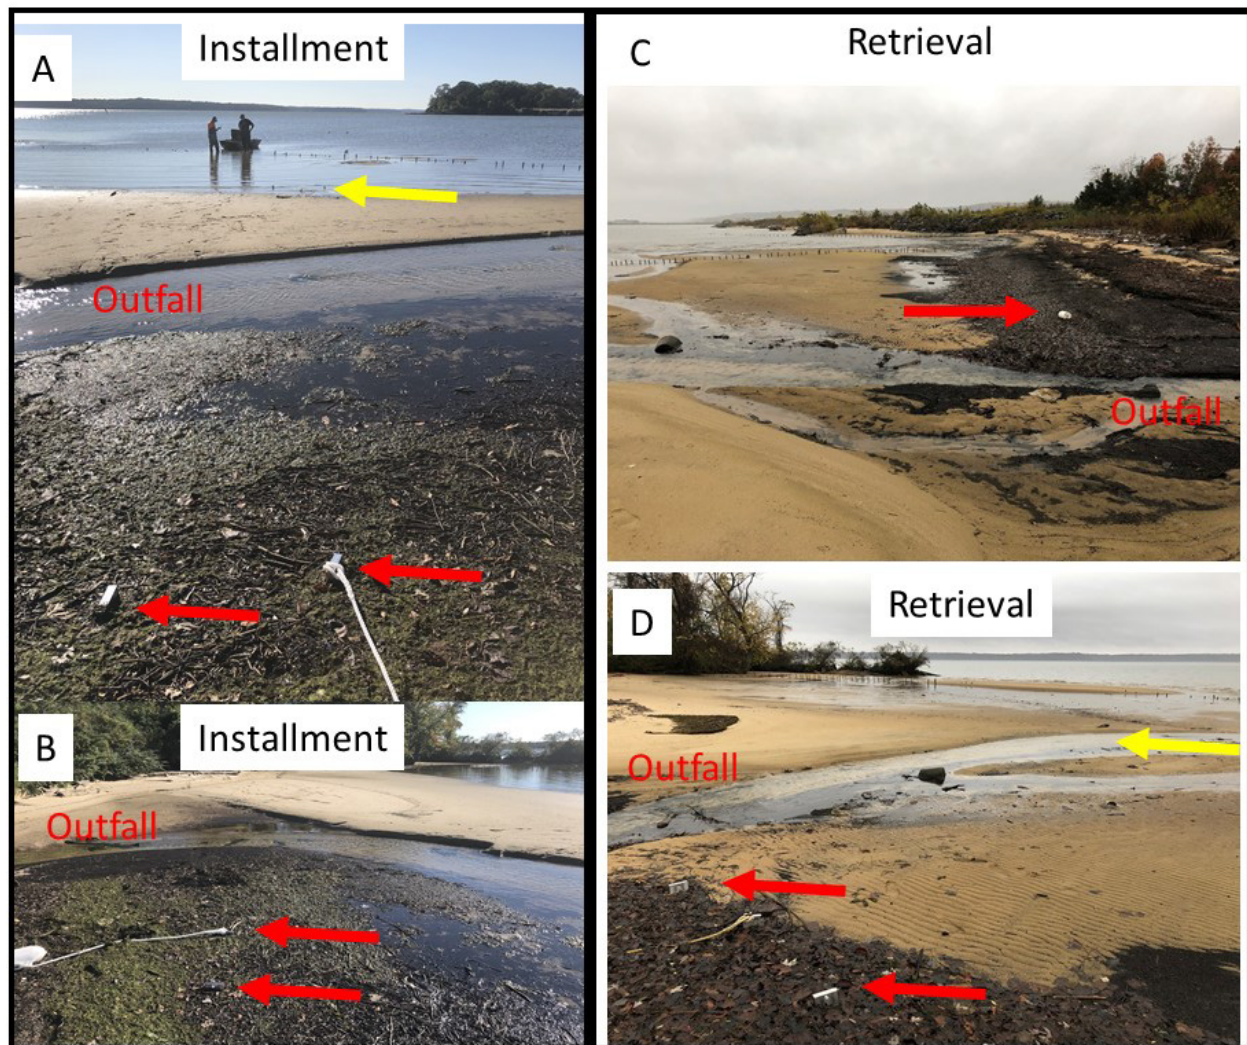 A
Installment
Outfall
B
Installment
Outfall
C
Retrieval
Outfall
D
Retrieval
Outfall